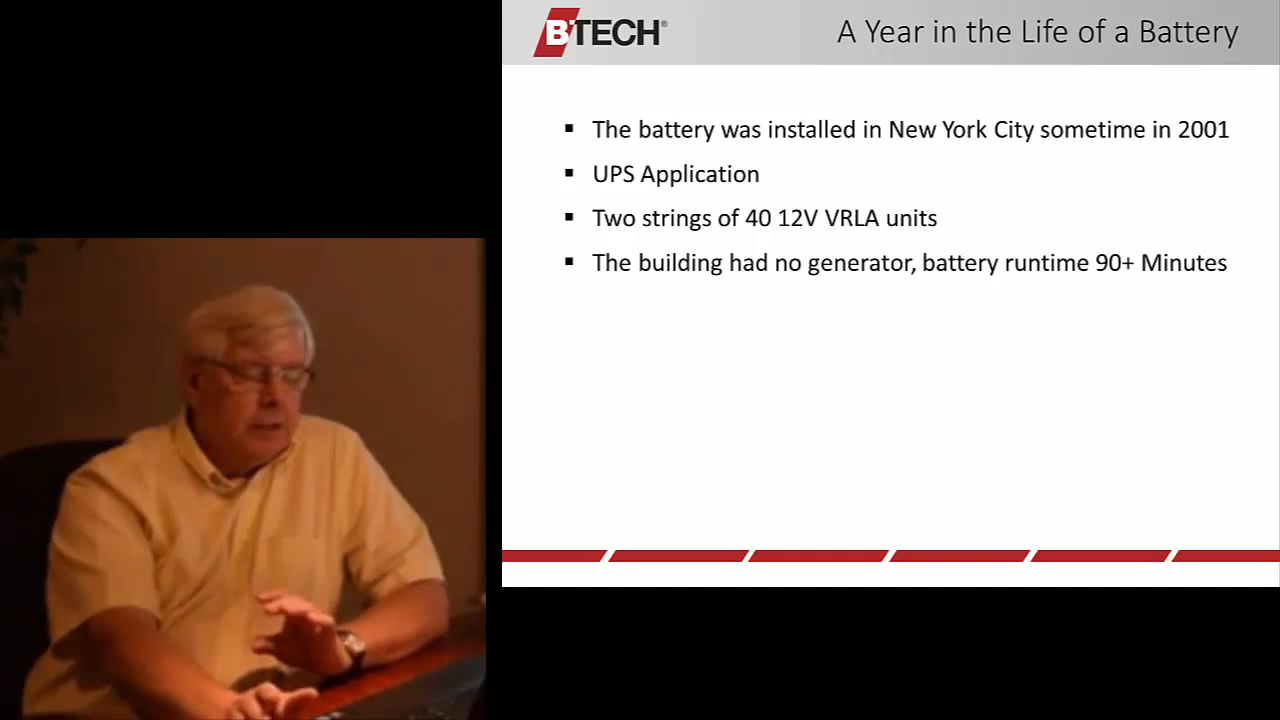 BTECH®
A Year in the Life of a Battery
▪ The battery was installed in New York City sometime in 2001
▪ UPS Application
▪ Two strings of 40 12V VRLA units
▪ The building had no generator, battery runtime 90+ Minutes